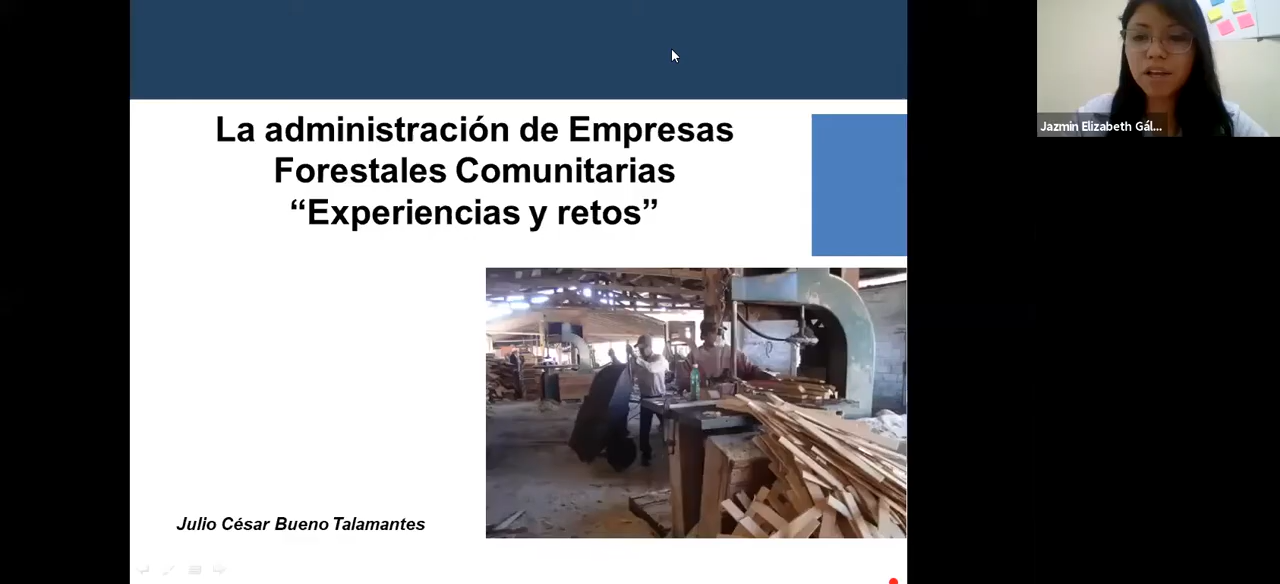 La administración de Empresas
Forestales Comunitarias
“Experiencias y retos”
Julio César Bueno Talamantes
Jazmin Elizabeth Gál...